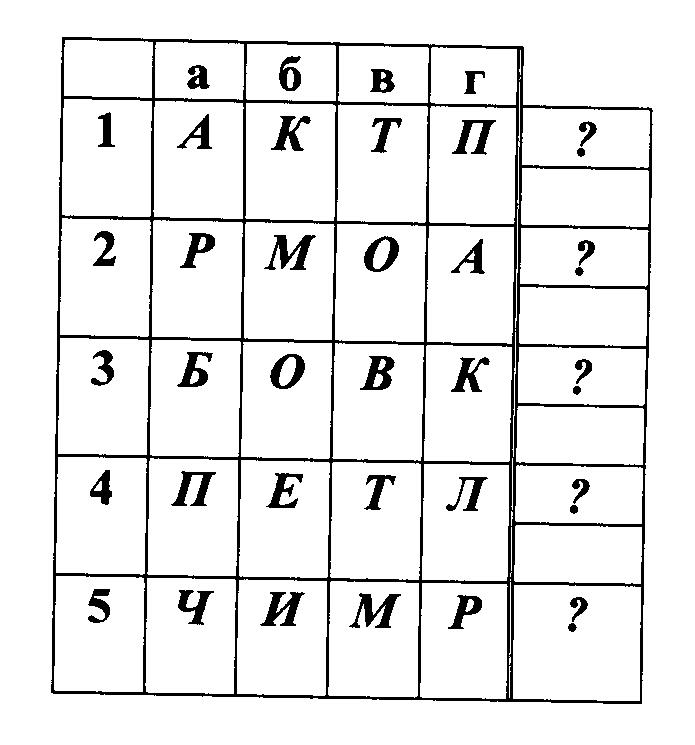 а б в г
1 А К Т П ?
2 Р М О А ?
3 Б О В К ?
4 П Е Т Л ?
5 Ч И М Р ?